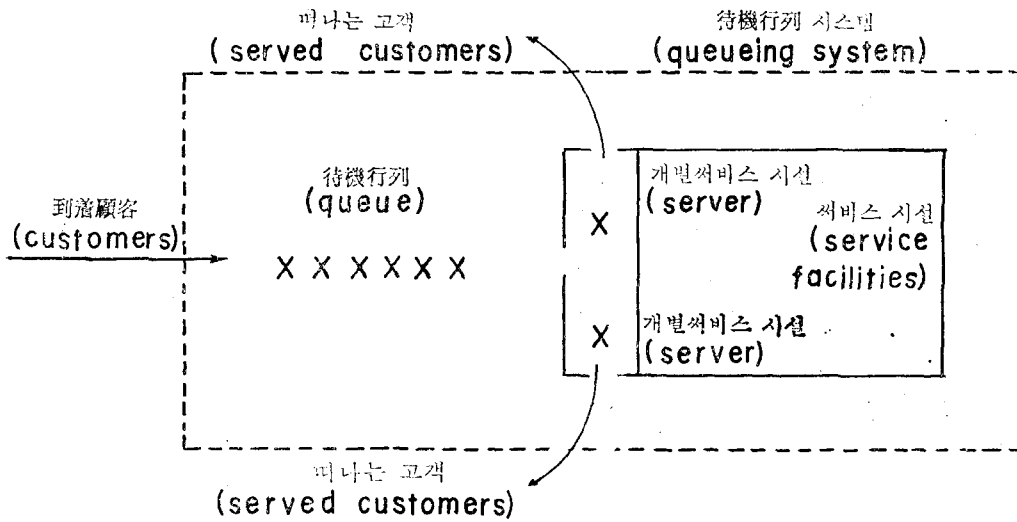 떠나는 고객
(served customers)
待機行列 시스템
(queueing system)
待機行列
(queue)
到着顧客
(customers)
X X X X X X
X
개별써비스 시설
(server)
써비스 시설
(service
facilities)
X
개별써비스 시설
(server)
떠나는 고객
(served customers)